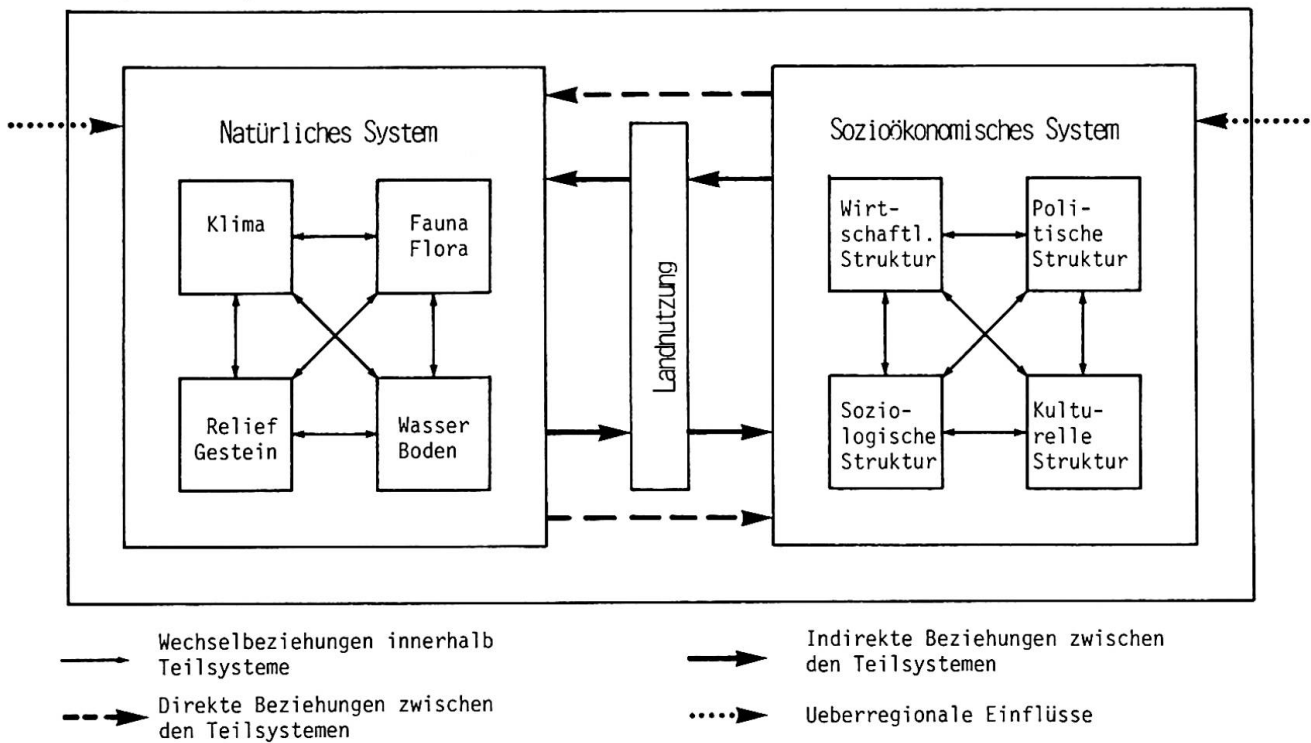 Natürliches System
Klima
Fauna
Flora
Relief
Gestein
Wasser
Boden
Landnutzung
Sozioökonomisches System
Wirt-
schaftl.
Struktur
Poli-
tische
Struktur
Sozio-
logische
Struktur
Kultu-
relle
Struktur
Wechselbeziehungen innerhalb
Teilsysteme
Direkte Beziehungen zwischen
den Teilsystemen
Indirekte Beziehungen zwischen
den Teilsystemen
Ueberregionale Einflüsse